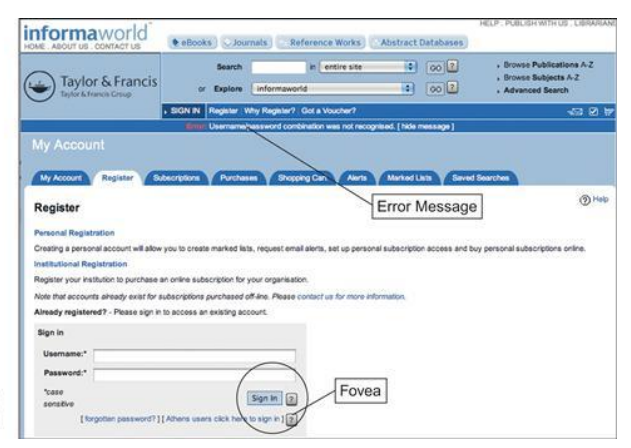 HELP . PUBLISH WITH US . LIBRARIANS
informaworld
HOME . ABOUT US . CONTACT US
eBooks Journals Reference Works Abstract Databases
Search in entire site GO ?
or Explore informaworld GO ?
Browse Publications A-Z
Browse Subjects A-Z
Advanced Search
Taylor & Francis
Taylor & Francis Group
SIGN IN Register Why Register? Got a Voucher?
Error: Username/password combination was not recognised. [ hide message ]
My Account
My Account Register Subscriptions Purchases Shopping Cart Alerts Marked Lists Saved Searches
Error Message
Register
? Help
Personal Registration
Creating a personal account will allow you to create marked lists, request email alerts, set up personal subscription access and buy personal subscriptions online.
Institutional Registration
Register your institution to purchase an online subscription for your organisation.
Note that accounts already exist for subscriptions purchased off-line. Please contact us for more information.
Already registered? - Please sign in to access an existing account.
Sign in
Username:*
Password:*
*case
sensitive
Sign In ?
Fovea
[ forgotten password? ] [ Athens users click here to sign in ] ?